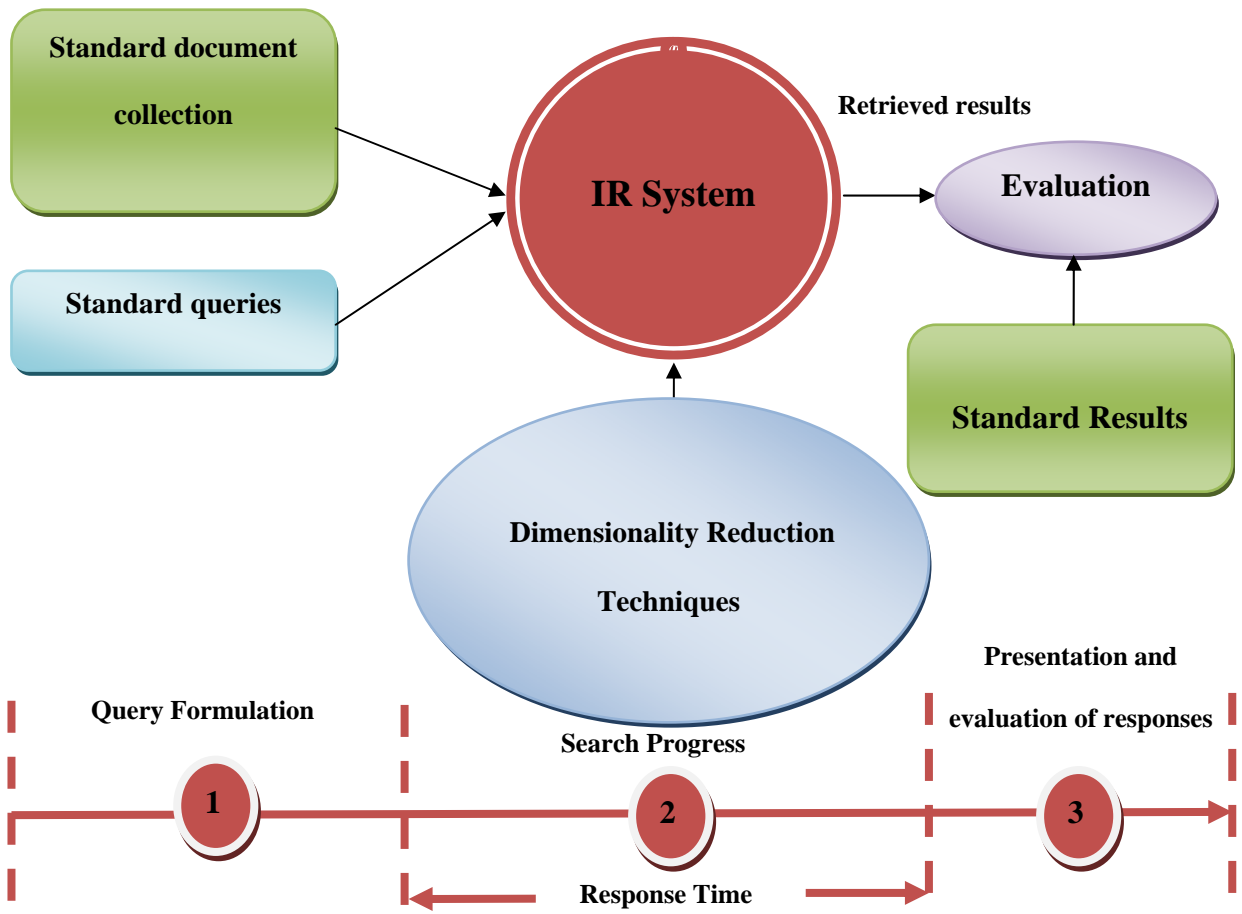 Standard document
collection
Standard queries
IR System
Retrieved results
Evaluation
Standard Results
Dimensionality Reduction
Techniques
Query Formulation
Search Progress
Presentation and
evaluation of responses
1
2
3
Response Time